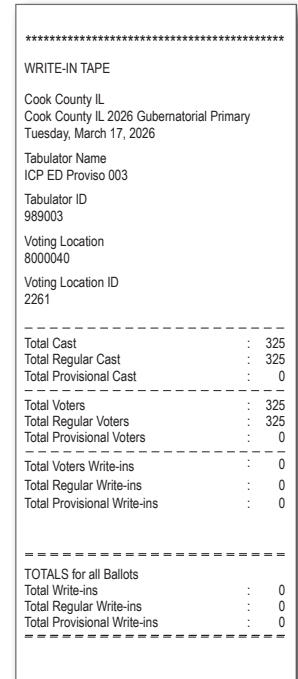 *******************************************
WRITE-IN TAPE
Cook County IL
Cook County IL 2026 Gubernatorial Primary
Tuesday, March 17, 2026
Tabulator Name
ICP ED Proviso 003
Tabulator ID
989003
Voting Location
8000040
Voting Location ID
2261
Total Cast : 325
Total Regular Cast : 325
Total Provisional Cast : 0
Total Voters : 325
Total Regular Voters : 325
Total Provisional Voters : 0
Total Voters Write-ins : 0
Total Regular Write-ins : 0
Total Provisional Write-ins : 0
TOTALS for all Ballots
Total Write-ins : 0
Total Regular Write-ins : 0
Total Provisional Write-ins : 0